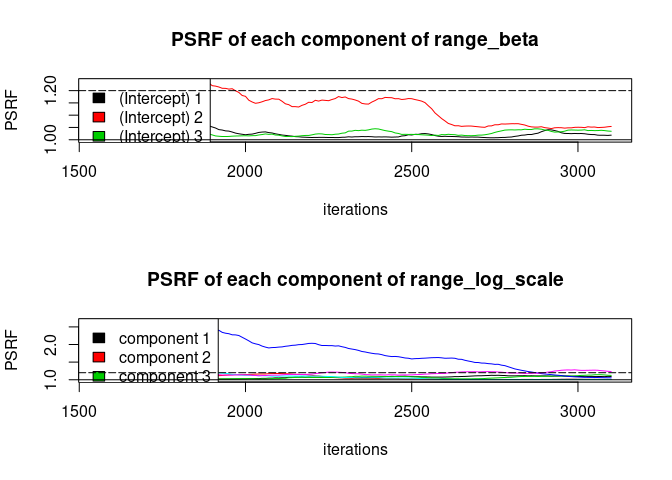 PSRF of each component of range_beta
PSRF
1.20
1.00
(Intercept) 1
(Intercept) 2
(Intercept) 3
1500 2000 2500 3000
iterations
PSRF of each component of range_log_scale
PSRF
2.0
1.0
component 1
component 2
component 3
1500 2000 2500 3000
iterations